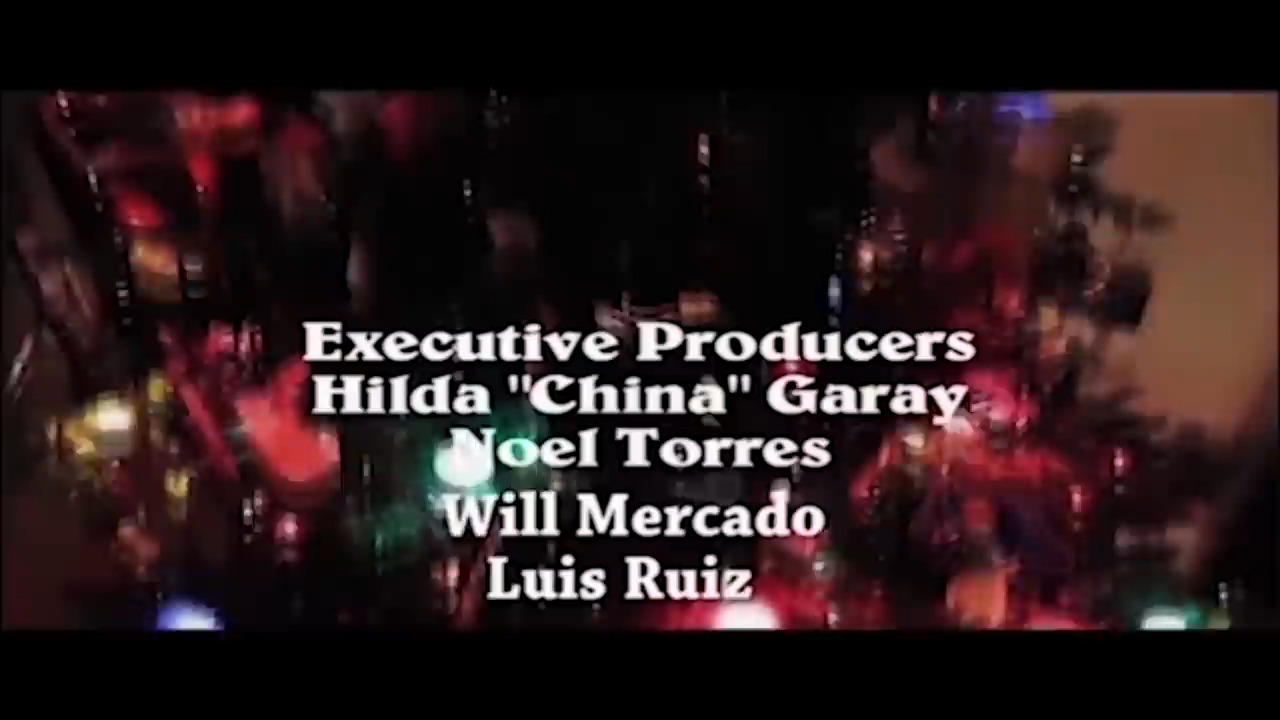 Executive Producers
Hilda "China" Garay
Noel Torres
Will Mercado
Luis Ruiz